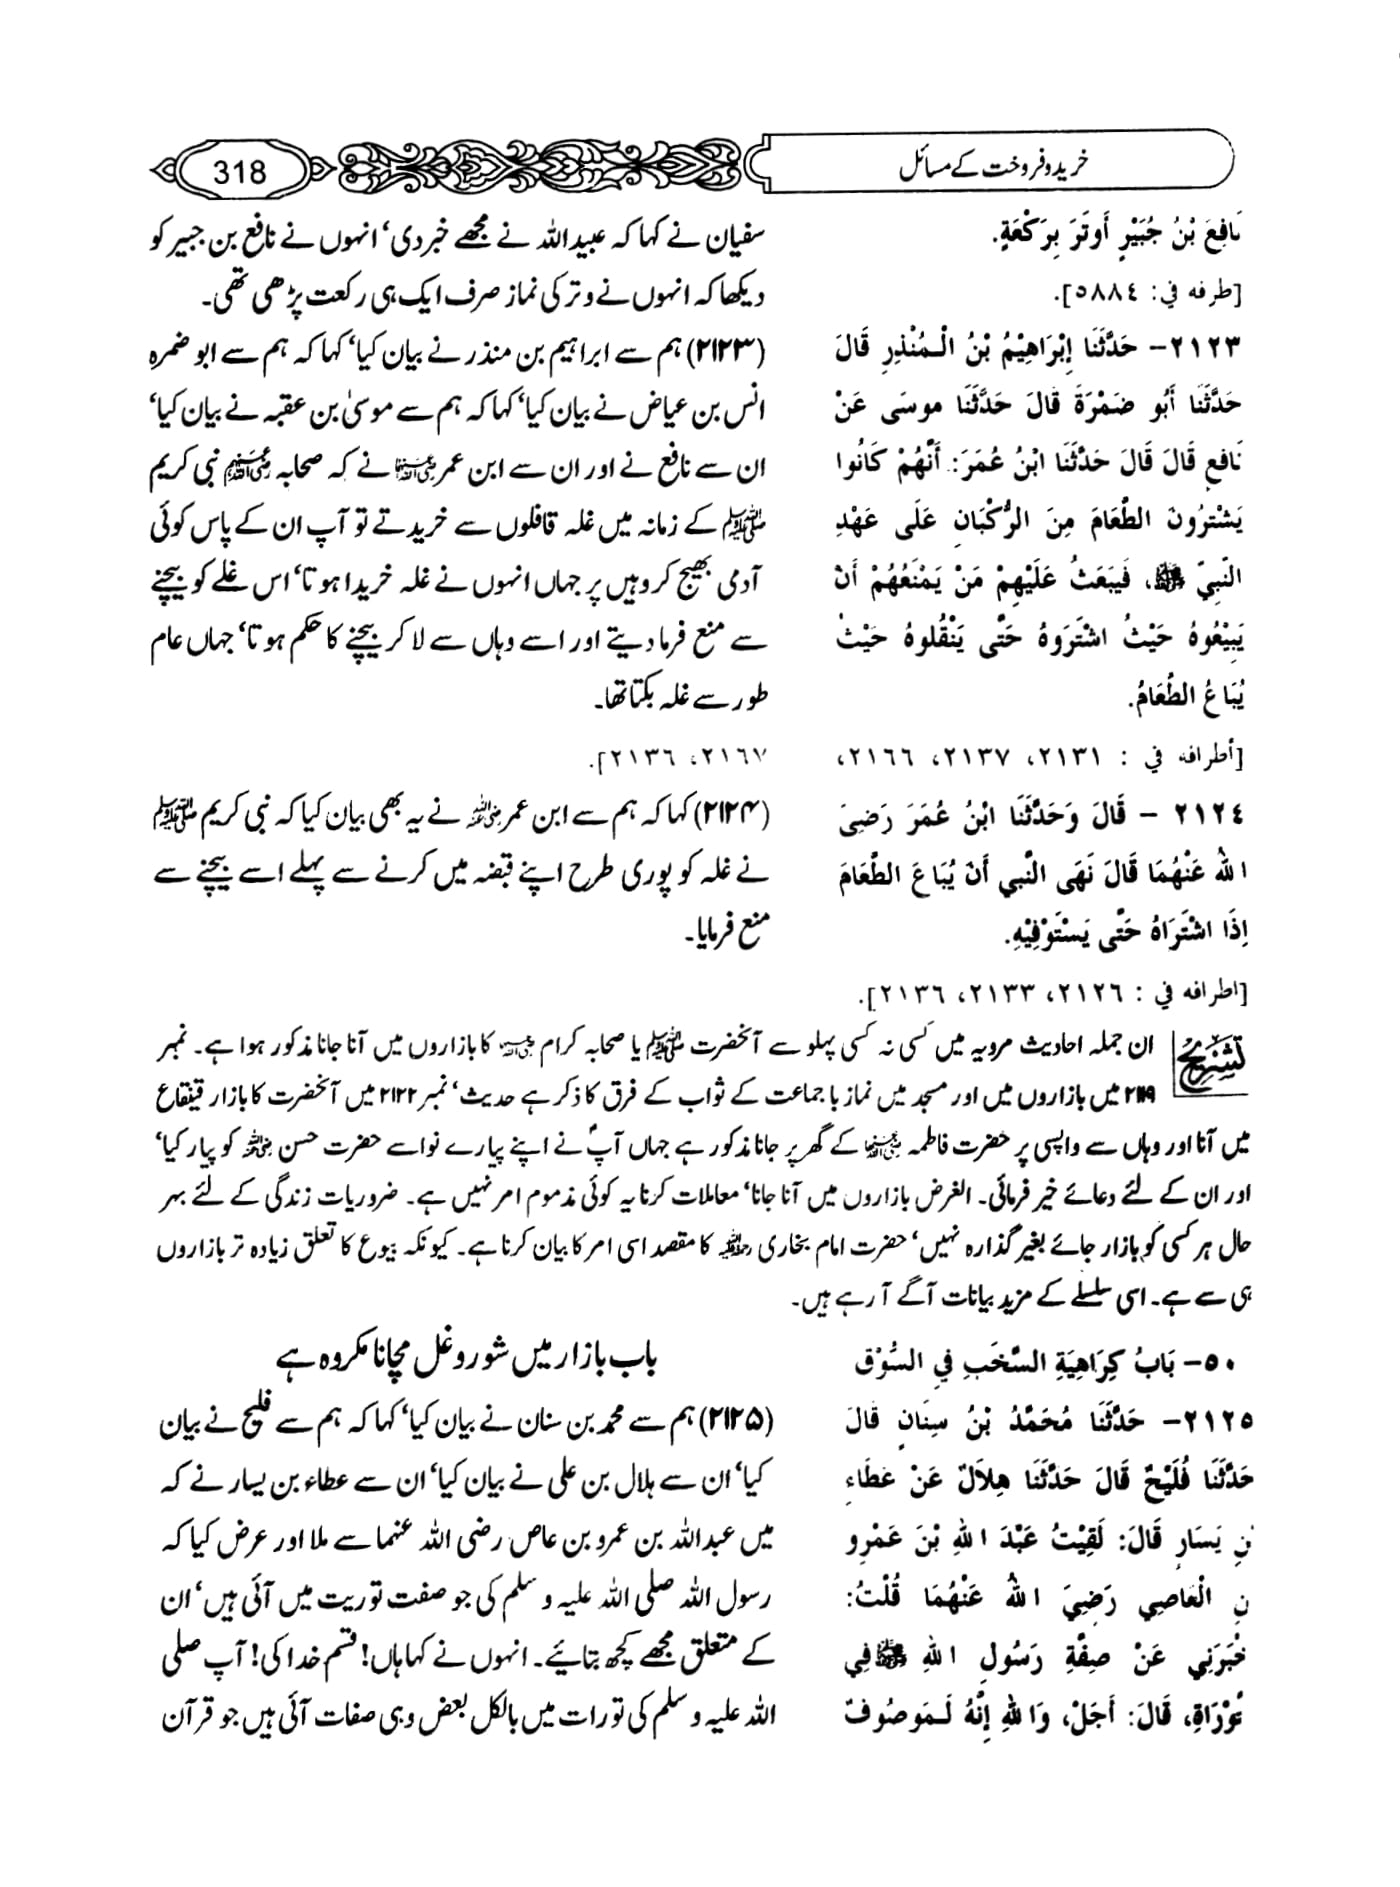 خرید و فروخت کے مسائل
318
نَافِعَ بْنُ جُبَيْرٍ أَوتَرَ بِرَكْعَةٍ.
[طرفه في: ٥٨٨٤].
٢١٢٣– حَدَّثَنَا إِبْرَاهِيْمُ بْنُ الْـمُنْذِرِ قَالَ
حَدَّثَنَا أَبُو ضَمْرَةَ قَالَ حَدَّثَنَا موسَى عَنْ
نَافِعٍ قَالَ قَالَ حَدَّثَنَا ابْنُ عُمَرَ: أَنَّهُمْ كَانُوا
يَشْتَرُونَ الطَّعَامَ مِنَ الرُّكْبَانِ عَلَى عَهْدِ
النَبِيّ ﷺ، فَيَبعَثُ عَلَيْهِمْ مَنْ يَمْنَعُهُمْ أَنْ
يَبِيْعُوهُ حَيْثُ اشْتَرَوهُ حَتَّى يَنْقُلوهُ حَيْثُ
يُبَاعُ الطَّعَامُ.
[أطرافه في : ٢١٣١، ٢١٣٧، ٢١٦٦،
٢١٢٤ – قَالَ وَحَدَّثَنَا ابْنُ عُمَرَ رَضِيَ
اللهُ عَنْهُمَا قَالَ نَهَى النَّبي أَنْ يُبَاعَ الطَّعَامَ
إِذَا اشْتَرَاهُ حَتَّى يَسْتَوْفِيْهِ.
[اطرافه في : ٢١٢٦، ٢١٣٣، ٢١٣٦].
سفیان نے کہا کہ عبیداللہ نے مجھے خبر دی‘ انہوں نے نافع بن جبیر کو
دیکھا کہ انہوں نے وتر کی نماز صرف ایک ہی رکعت پڑھی تھی۔
(۲۱۲۳) ہم سے ابراہیم بن منذر نے بیان کیا‘ کہا کہ ہم سے ابو ضمرہ
انس بن عیاض نے بیان کیا‘ کہا کہ ہم سے موسیٰ بن عقبہ نے بیان کیا‘
ان سے نافع نے اور ان سے ابن عمر رضی اللہ عنہما نے کہ صحابہ رضی اللہ عنہم نبی کریم
ﷺ کے زمانہ میں غلہ قافلوں سے خریدتے تو آپ ان کے پاس کوئی
آدمی بھیج کر وہیں پر جہاں انہوں نے غلہ خریدا ہوتا‘ اس غلے کو بیچنے
سے منع فرما دیتے اور اسے وہاں سے لا کر بیچنے کا حکم ہوتا‘ جہاں عام
طور سے غلہ بکتا تھا۔
٢١٦٧، ٢١٣٦].
(۲۱۲۴) کہا کہ ہم سے ابن عمر رضی اللہ نے یہ بھی بیان کیا کہ نبی کریم ﷺ
نے غلہ کو پوری طرح اپنے قبضہ میں کرنے سے پہلے اسے بیچنے سے
منع فرمایا۔
تشریح ان جملہ احادیث مرویہ میں کسی نہ کسی پہلو سے آنحضرت ﷺ یا صحابہ کرام رضی اللہ عنہم کا بازاروں میں آنا جانا مذکور ہوا ہے۔ نمبر
۲۱۱۹ میں بازاروں میں اور مسجد میں نماز با جماعت کے ثواب کے فرق کا ذکر ہے حدیث‘ نمبر ۲۱۲۲ میں آنحضرت کا بازار قینقاع
میں آنا اور وہاں سے واپسی پر حضرت فاطمہ رضی اللہ عنہا کے گھر پر جانا مذکور ہے جہاں آپؐ نے اپنے پیارے نواسے حضرت حسن رضی اللہ کو پیار کیا‘
اور ان کے لئے دعائے خیر فرمائی۔ الغرض بازاروں میں آنا جانا‘ معاملات کرنا یہ کوئی مذموم امر نہیں ہے۔ ضروریات زندگی کے لئے بہر
حال ہر کسی کو بازار جائے بغیر گذارہ نہیں‘ حضرت امام بخاری رحمہ اللہ کا مقصد اسی امر کا بیان کرنا ہے۔ کیونکہ بیوع کا تعلق زیادہ تر بازاروں
ہی سے ہے۔ اسی سلسلے کے مزید بیانات آگے آ رہے ہیں۔
٥٠– بَابُ كِرَاهِيَةِ السَّخَبِ فِي السُّوْقِ
٢١٢٥– حَدَّثَنَا مُحَمَّدُ بْنُ سِنَانٍ قَالَ
حَدَّثَنَا فُلَيْحٌ قَالَ حَدَّثَنَا هِلاَلٌ عَنْ عَطَاءِ
نِ يَسَارٍ قَالَ: لَقِيْتُ عَبْدَ اللهِ بْنَ عَمْرِو
نِ الْعَاصِي رَضِيَ اللهُ عَنْهُمَا قُلْتُ:
خْبَرَنِي عَنْ صِفَّةِ رَسُولِ اللهِ ﷺ فِي
تَّوْرَاةِ، قَالَ: أَجَلْ، وَاللهِ إِنَّهُ لَـمَوصُوفٌ
باب بازار میں شور و غل مچانا مکروہ ہے
(۲۱۲۵) ہم سے محمد بن سنان نے بیان کیا‘ کہا کہ ہم سے فلیح نے بیان
کیا‘ ان سے ہلال بن علی نے بیان کیا‘ ان سے عطاء بن یسار نے کہ
میں عبداللہ بن عمرو بن عاص رضی اللہ عنہما سے ملا اور عرض کیا کہ
رسول اللہ صلی اللہ علیہ و سلم کی جو صفت توریت میں آئی ہیں‘ ان
کے متعلق مجھے کچھ بتایئے۔ انہوں نے کہا ہاں! قسم خدا کی! آپ صلی
اللہ علیہ و سلم کی تورات میں بالکل بعض وہی صفات آئی ہیں جو قرآن